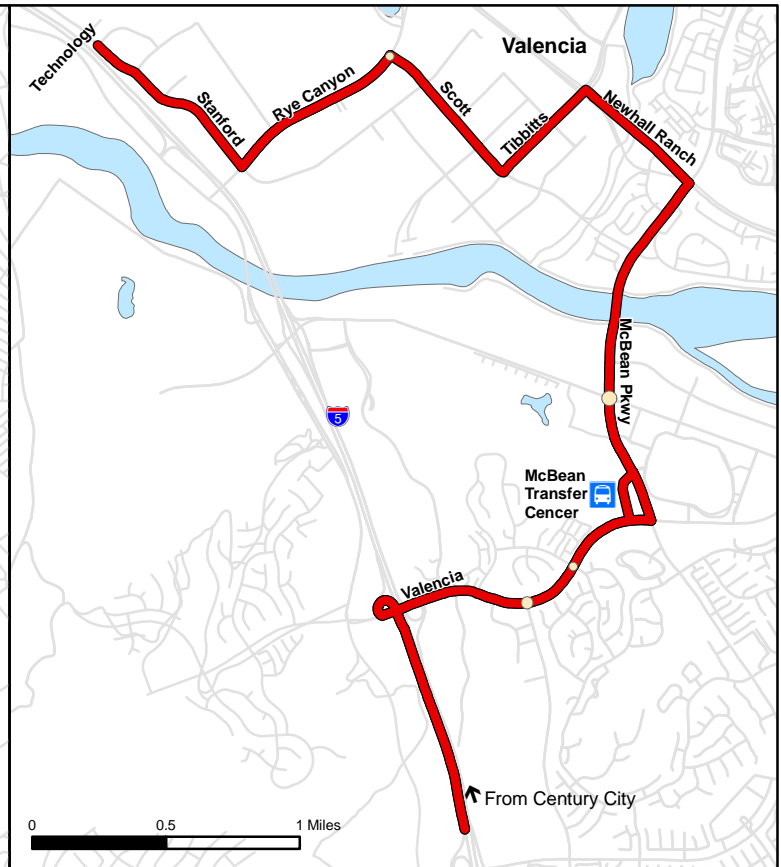 Valencia
Technology
Stanford
Rye Canyon
Scott
Tibbitts
Newhall Ranch
McBean Pkwy
5
McBean
Transfer
Cencer
Valencia
From Century City
0 0.5 1 Miles